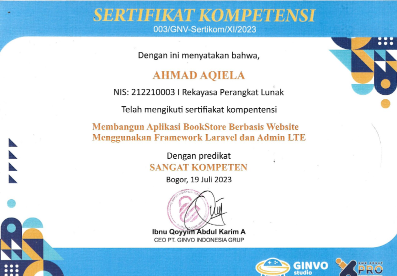 SERTIFIKAT KOMPETENSI
003/GNV-Sertikom/XI/2023
Dengan ini menyatakan bahwa,
AHMAD AQIELA
NIS: 212210003 I Rekayasa Perangkat Lunak
Telah mengikuti sertifiakat kompentensi
Membangun Aplikasi BookStore Berbasis Website
Menggunakan Framework Laravel dan Admin LTE
Dengan predikat
SANGAT KOMPETEN
Bogor, 19 Juli 2023
Ibnu Qoyyim Abdul Karim A
CEO PT. GINVO INDONESIA GRUP
GINVO
studio
PRO